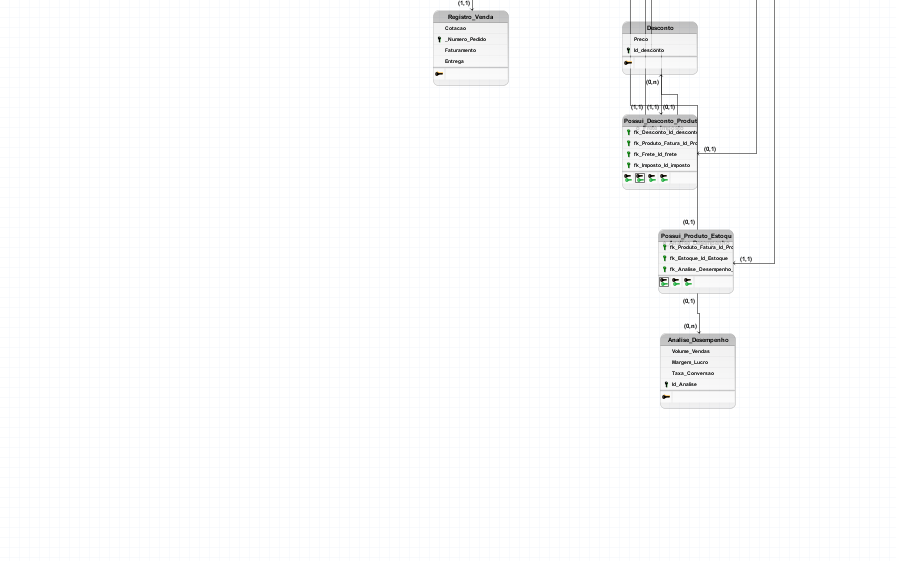 (1,1)
Registro_Venda
Cotacao
_Numero_Pedido
Faturamento
Entrega
Desconto
Preco
Id_desconto
(0,n)
(1,1) (1,1) (0,1)
Possui_Desconto_Produt
fk_Desconto_Id_desconto
fk_Produto_Fatura_Id_Pro
fk_Frete_Id_frete
fk_Imposto_Id_imposto
(0,1)
(0,1)
Possui_Produto_Estoqu
fk_Produto_Fatura_Id_Pro
fk_Estoque_Id_Estoque
fk_Analise_Desempenho_
(1,1)
(0,1)
(0,n)
Analise_Desempenho
Volume_Vendas
Margem_Lucro
Taxa_Conversao
Id_Analise